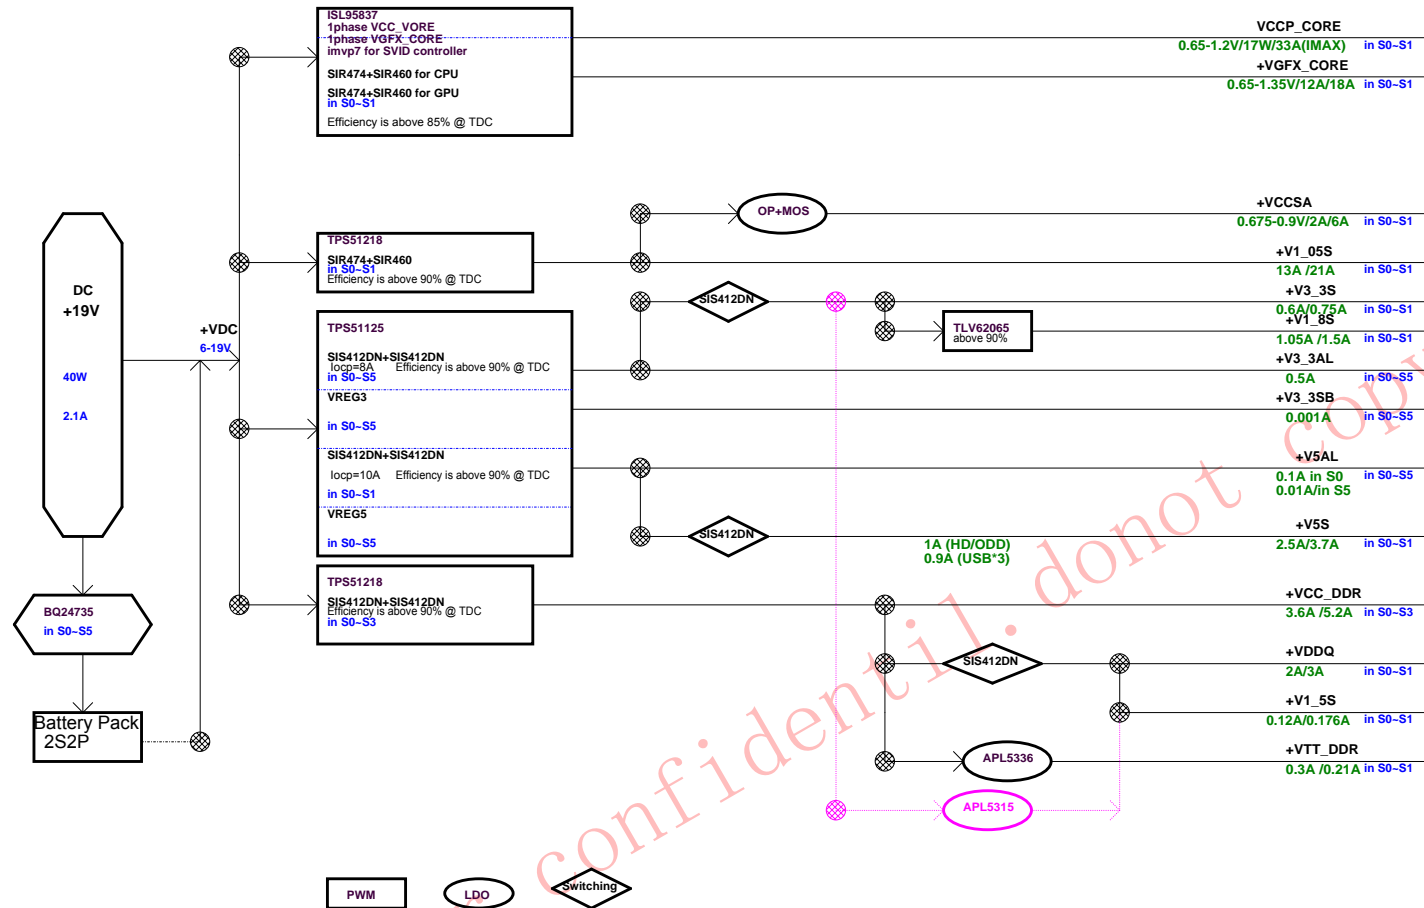 ISL95837
1phase VCC_VORE
1phase VGFX_CORE
imvp7 for SVID controller
SIR474+SIR460 for CPU
SIR474+SIR460 for GPU
in S0~S1
Efficiency is above 85% @ TDC
VCCP_CORE
0.65-1.2V/17W/33A(IMAX) in S0~S1
+VGFX_CORE
0.65-1.35V/12A/18A in S0~S1
OP+MOS
+VCCSA
0.675-0.9V/2A/6A in S0~S1
TPS51218
SIR474+SIR460
in S0~S1
Efficiency is above 90% @ TDC
+V1_05S
13A /21A in S0~S1
DC
+19V
40W
2.1A
+VDC
6-19V
SIS412DN
+V3_3S
0.6A/0.75A in S0~S1
TLV62065
above 90%
+V1_8S
1.05A /1.5A in S0~S1
TPS51125
SIS412DN+SIS412DN
Iocp=8A Efficiency is above 90% @ TDC
in S0~S5
+V3_3AL
0.5A in S0~S5
VREG3
in S0~S5
+V3_3SB
0.001A in S0~S5
SIS412DN+SIS412DN
Iocp=10A Efficiency is above 90% @ TDC
in S0~S1
+V5AL
0.1A in S0 in S0~S5
0.01A/in S5
VREG5
in S0~S5
SIS412DN
1A (HD/ODD)
0.9A (USB*3)
+V5S
2.5A/3.7A in S0~S1
TPS51218
SIS412DN+SIS412DN
Efficiency is above 90% @ TDC
in S0~S3
+VCC_DDR
3.6A /5.2A in S0~S3
BQ24735
in S0~S5
SIS412DN
+VDDQ
2A/3A in S0~S1
+V1_5S
0.12A/0.176A in S0~S1
Battery Pack
2S2P
APL5336
+VTT_DDR
0.3A /0.21A in S0~S1
APL5315
PWM
LDO
Switching
confidentil. donot copy